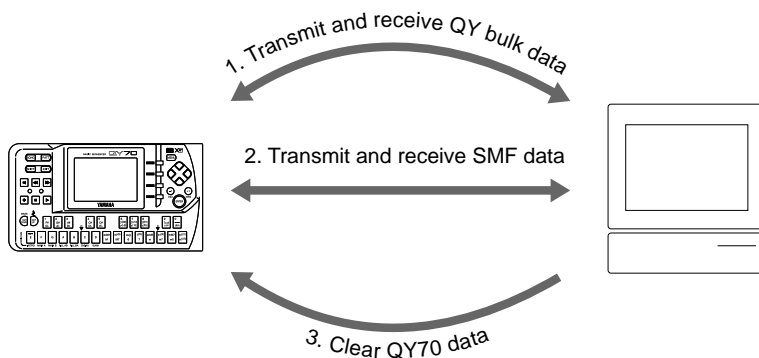 1. Transmit and receive QY bulk data
QY70
YAMAHA
2. Transmit and receive SMF data
3. Clear QY70 data